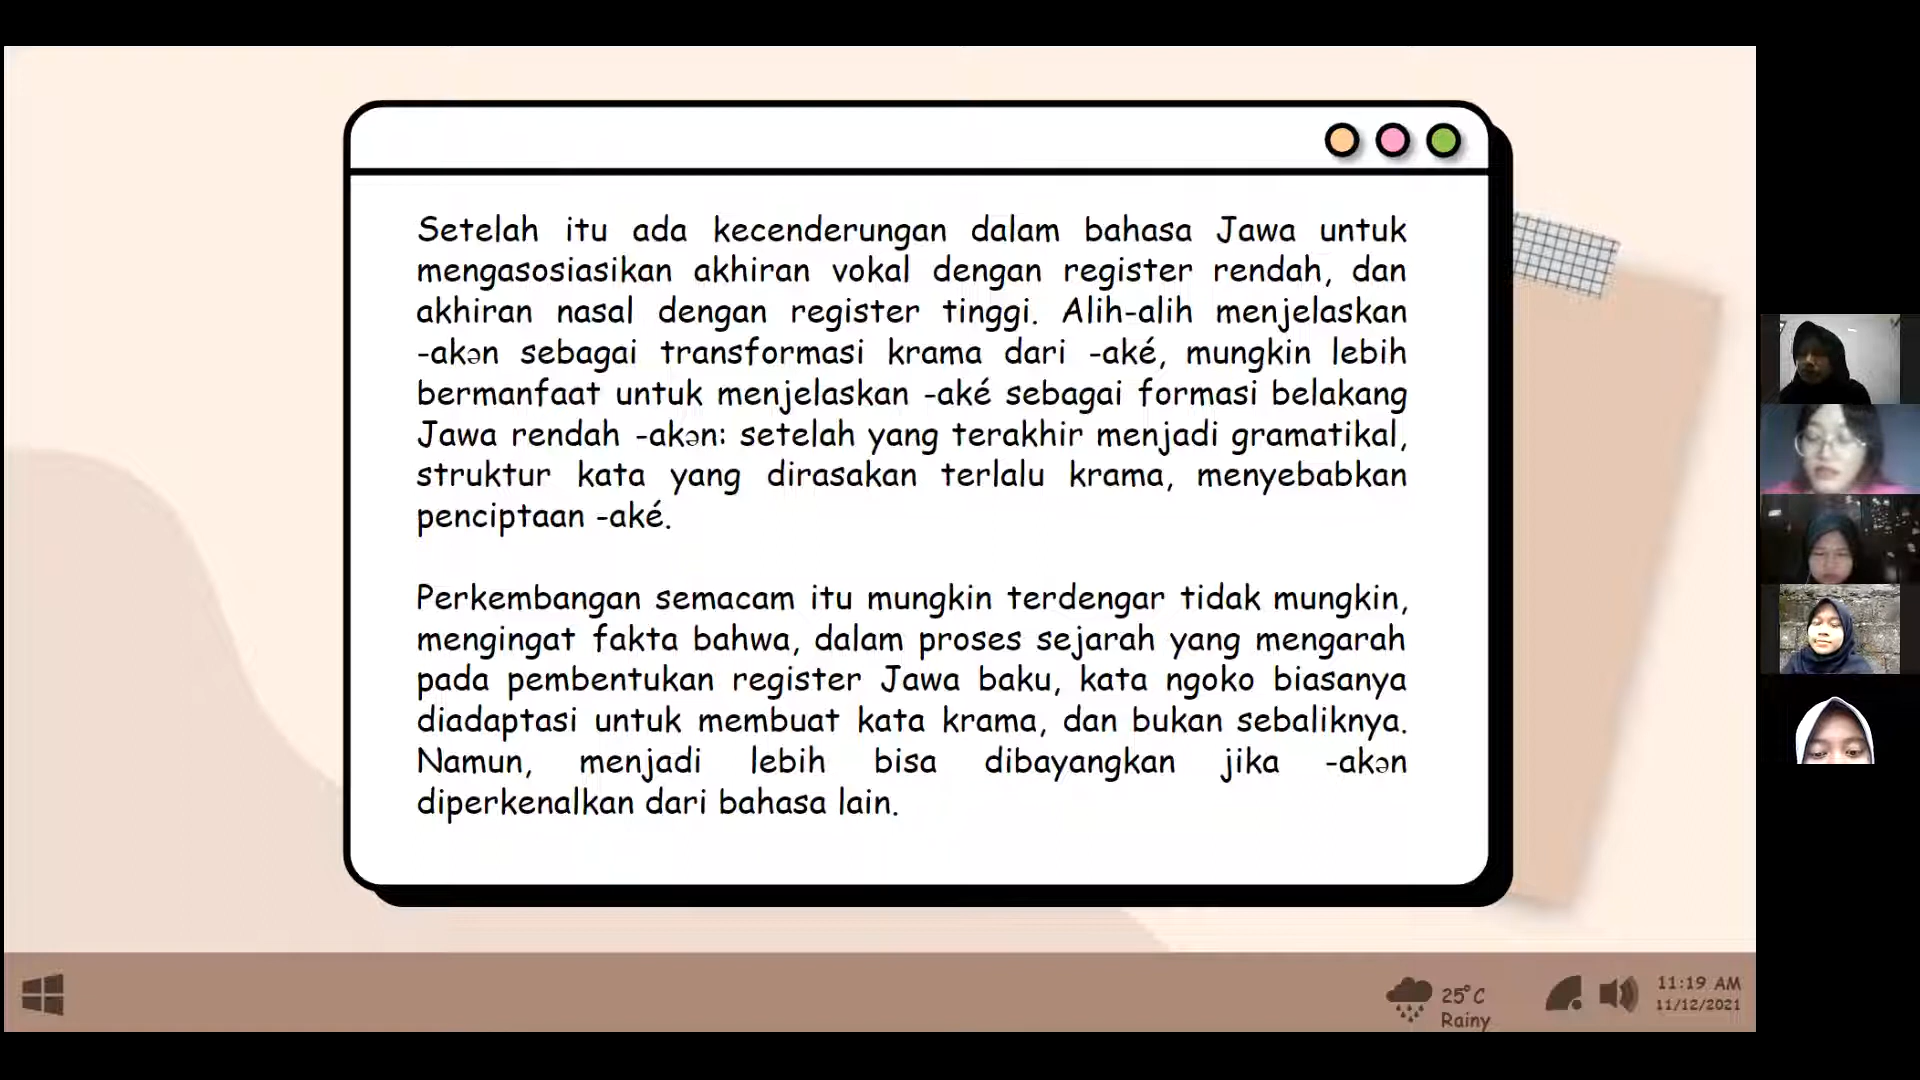 Setelah itu ada kecenderungan dalam bahasa Jawa untuk
mengasosiasikan akhiran vokal dengan register rendah, dan
akhiran nasal dengan register tinggi. Alih-alih menjelaskan
-akən sebagai transformasi krama dari -aké, mungkin lebih
bermanfaat untuk menjelaskan -aké sebagai formasi belakang
Jawa rendah -akən: setelah yang terakhir menjadi gramatikal,
struktur kata yang dirasakan terlalu krama, menyebabkan
penciptaan -aké.
Perkembangan semacam itu mungkin terdengar tidak mungkin,
mengingat fakta bahwa, dalam proses sejarah yang mengarah
pada pembentukan register Jawa baku, kata ngoko biasanya
diadaptasi untuk membuat kata krama, dan bukan sebaliknya.
Namun, menjadi lebih bisa dibayangkan jika -akən
diperkenalkan dari bahasa lain.
25°C
Rainy
11:19 AM
11/12/2021